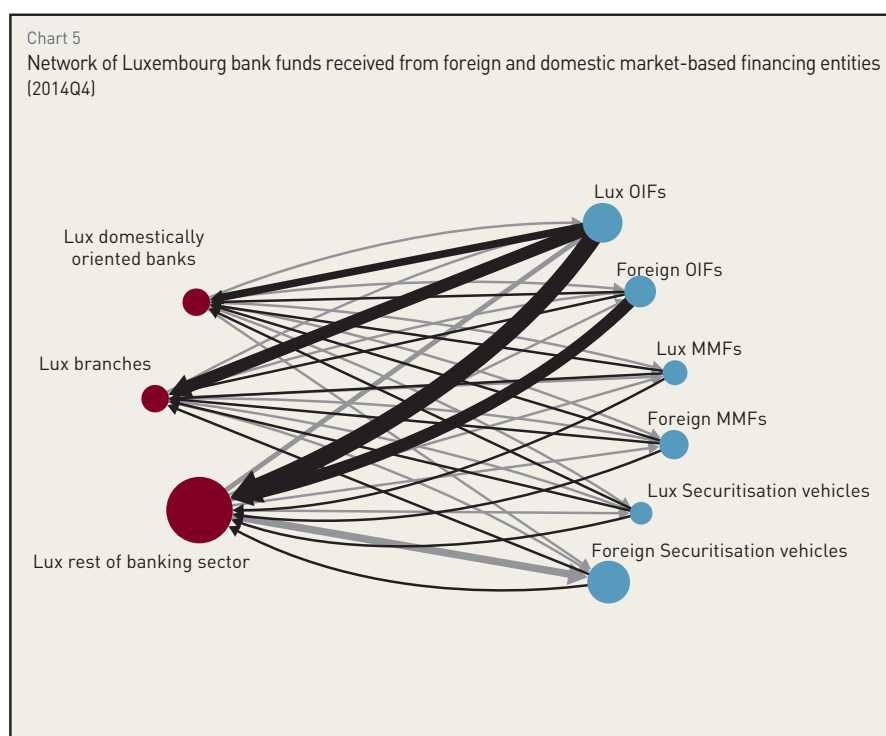 Chart 5
Network of Luxembourg bank funds received from foreign and domestic market-based financing entities
(2014Q4)
Lux OIFs
Lux domestically
oriented banks
Foreign OIFs
Lux MMFs
Lux branches
Foreign MMFs
Lux Securitisation vehicles
Foreign Securitisation vehicles
Lux rest of banking sector